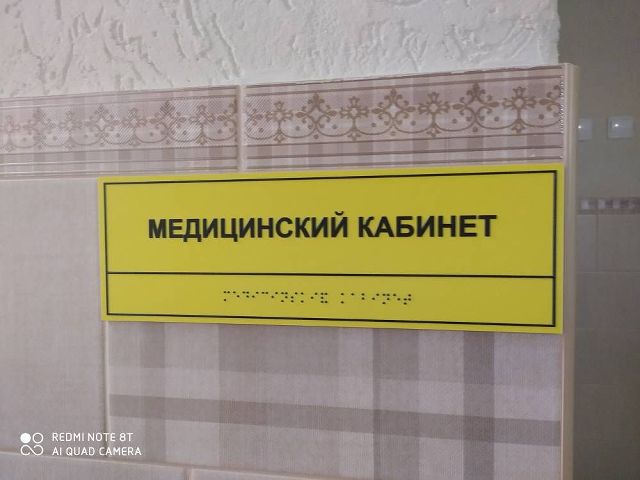 МЕДИЦИНСКИЙ КАБИНЕТ
⠍⠑⠙⠊⠉⠊⠝⠎⠅⠊⠯ ⠅⠁⠃⠊⠝⠑⠞
REDMI NOTE 8T
AI QUAD CAMERA